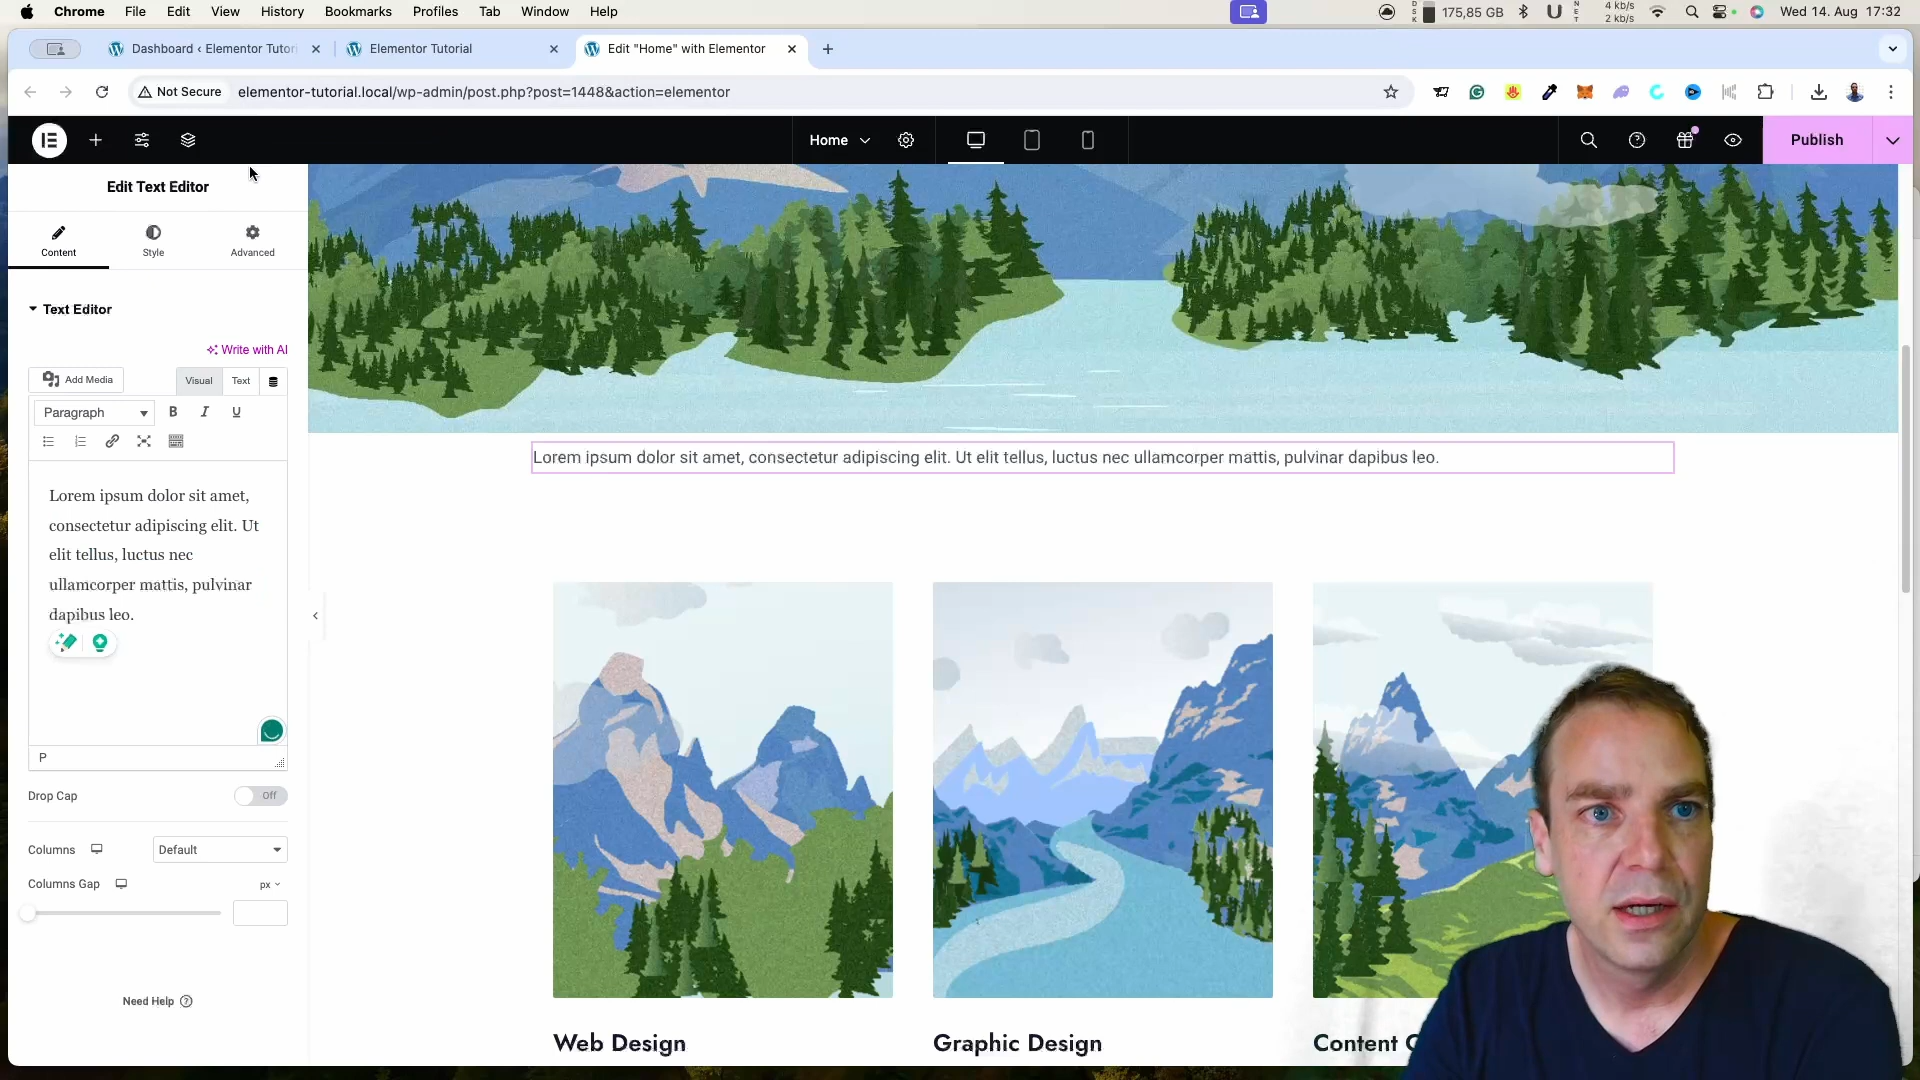 Chrome File Edit View History Bookmarks Profiles Tab Window Help
175,85 GB
4 kb/s
2 kb/s
Wed 14. Aug 17:32
Dashboard ‹ Elementor Tutori
Elementor Tutorial
Edit "Home" with Elementor
Not Secure
elementor-tutorial.local/wp-admin/post.php?post=1448&action=elementor
Home
Publish
Edit Text Editor
Content
Style
Advanced
Text Editor
Write with AI
Add Media
Visual
Text
Paragraph
B I U
Lorem ipsum dolor sit amet,
consectetur adipiscing elit. Ut
elit tellus, luctus nec
ullamcorper mattis, pulvinar
dapibus leo.
P
Drop Cap
Off
Columns
Default
Columns Gap
px
Need Help
Lorem ipsum dolor sit amet, consectetur adipiscing elit. Ut elit tellus, luctus nec ullamcorper mattis, pulvinar dapibus leo.
Web Design
Graphic Design
Content